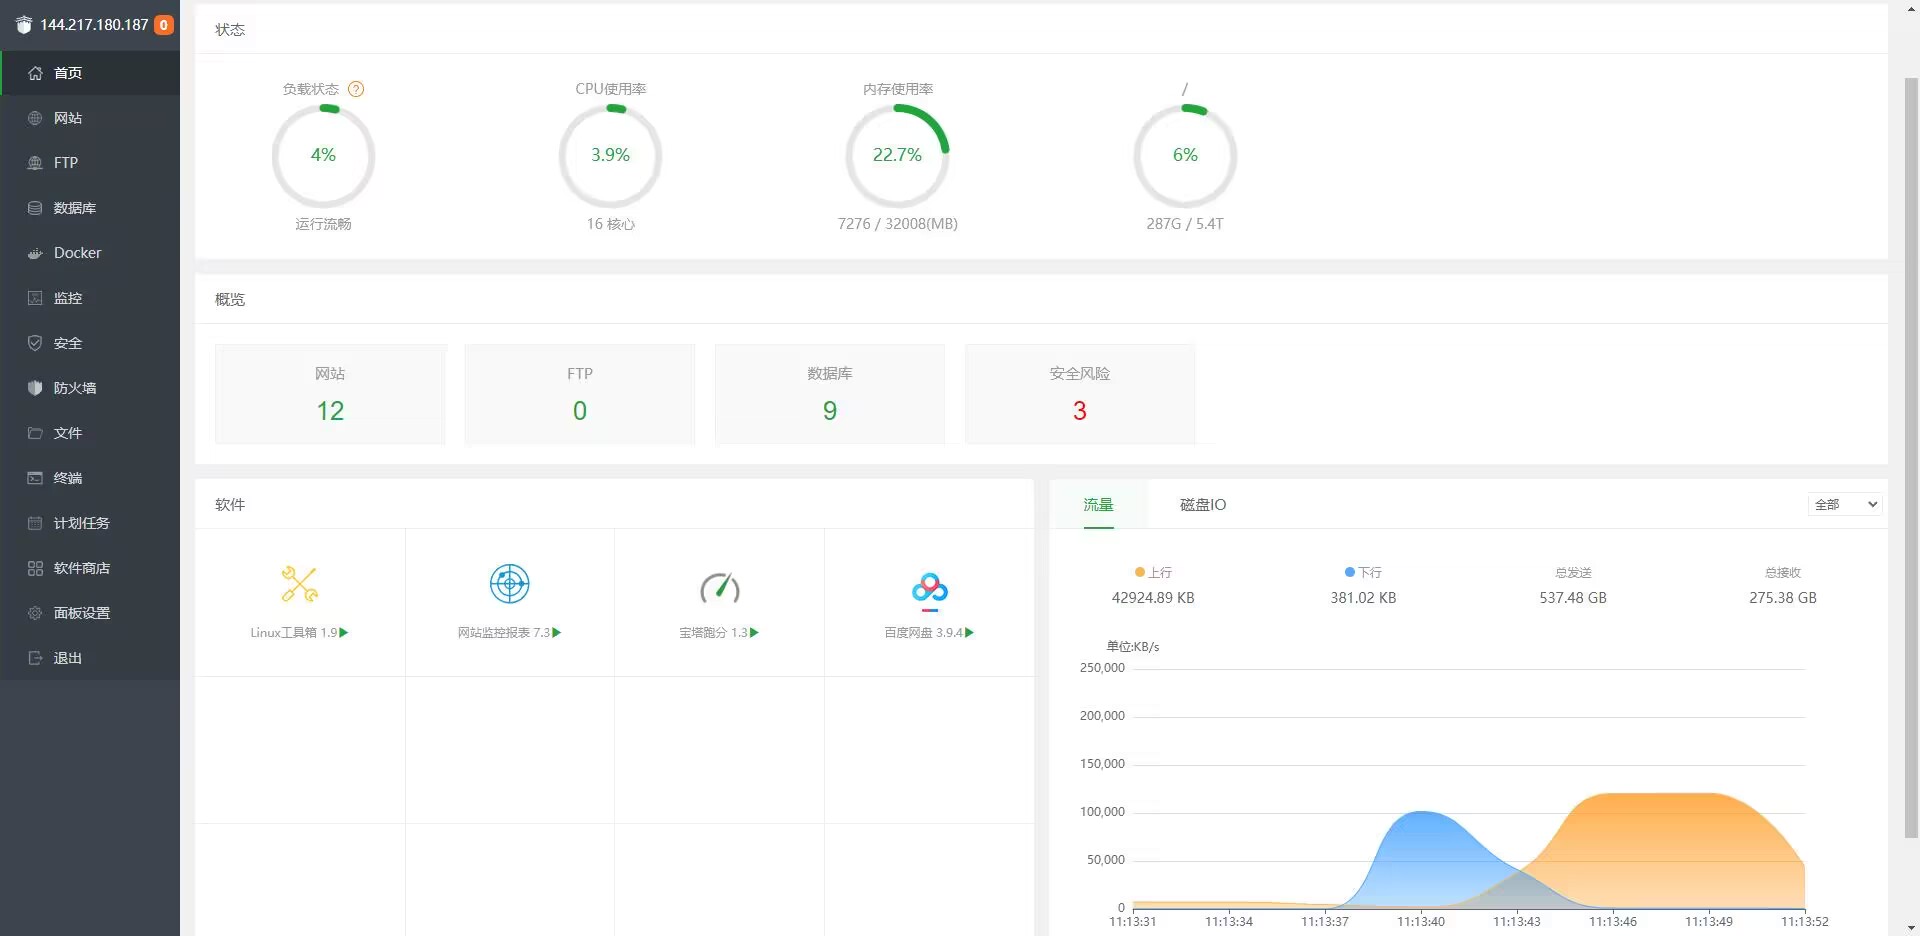 144.217.180.187 0
首页
网站
FTP
数据库
Docker
监控
安全
防火墙
文件
终端
计划任务
软件商店
面板设置
退出
状态
负载状态 ?
CPU使用率
内存使用率
/
4%
3.9%
22.7%
6%
运行流畅
16 核心
7276 / 32008(MB)
287G / 5.4T
概览
网站
FTP
数据库
安全风险
12
0
9
3
软件
Linux工具箱 1.9
网站监控报表 7.3
宝塔跑分 1.3
百度网盘 3.9.4
流量
磁盘IO
全部
上行
下行
总发送
总接收
42924.89 KB
381.02 KB
537.48 GB
275.38 GB
单位:KB/s
250,000
200,000
150,000
100,000
50,000
0
11:13:31
11:13:34
11:13:37
11:13:40
11:13:43
11:13:46
11:13:49
11:13:52